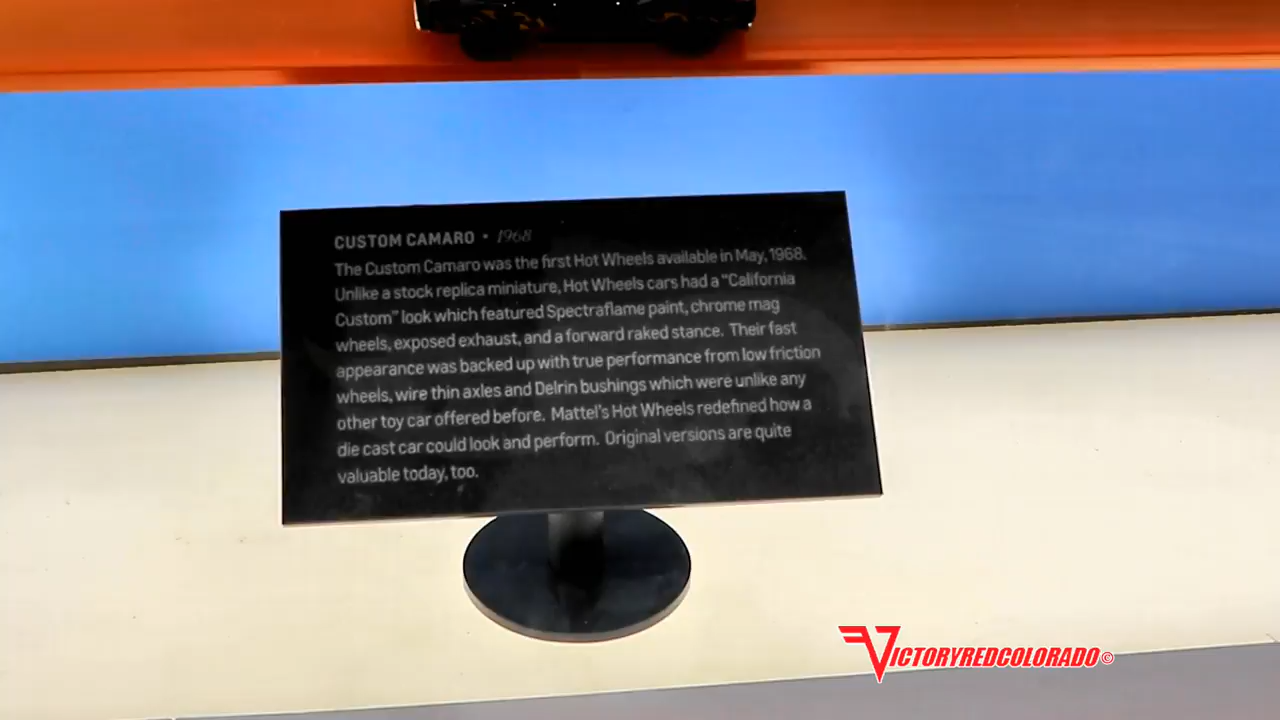 CUSTOM CAMARO • 1968
The Custom Camaro was the first Hot Wheels available in May, 1968.
Unlike a stock replica miniature, Hot Wheels cars had a "California
Custom" look which featured Spectraflame paint, chrome mag
wheels, exposed exhaust, and a forward raked stance. Their fast
appearance was backed up with true performance from low friction
wheels, wire thin axles and Delrin bushings which were unlike any
other toy car offered before. Mattel's Hot Wheels redefined how a
die cast car could look and perform. Original versions are quite
valuable today, too.
VICTORYREDCOLORADO©